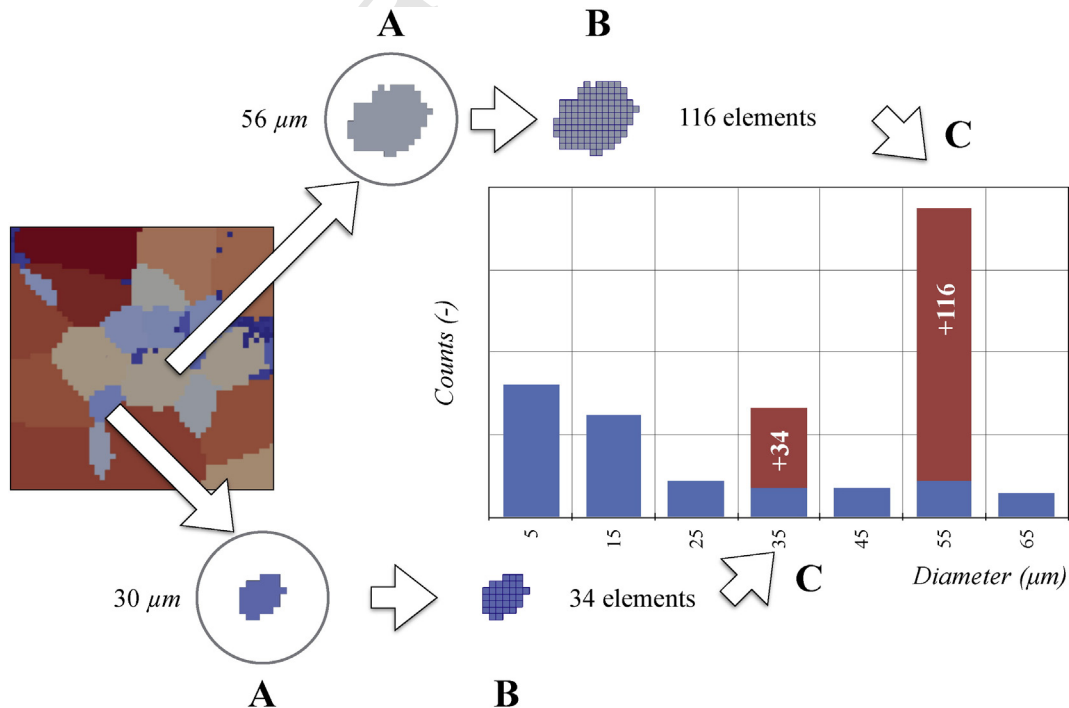 A
B
56 μm
116 elements
C
+116
Counts (-)
+34
5
15
25
35
45
55
65
Diameter (μm)
30 μm
34 elements
C
A
B